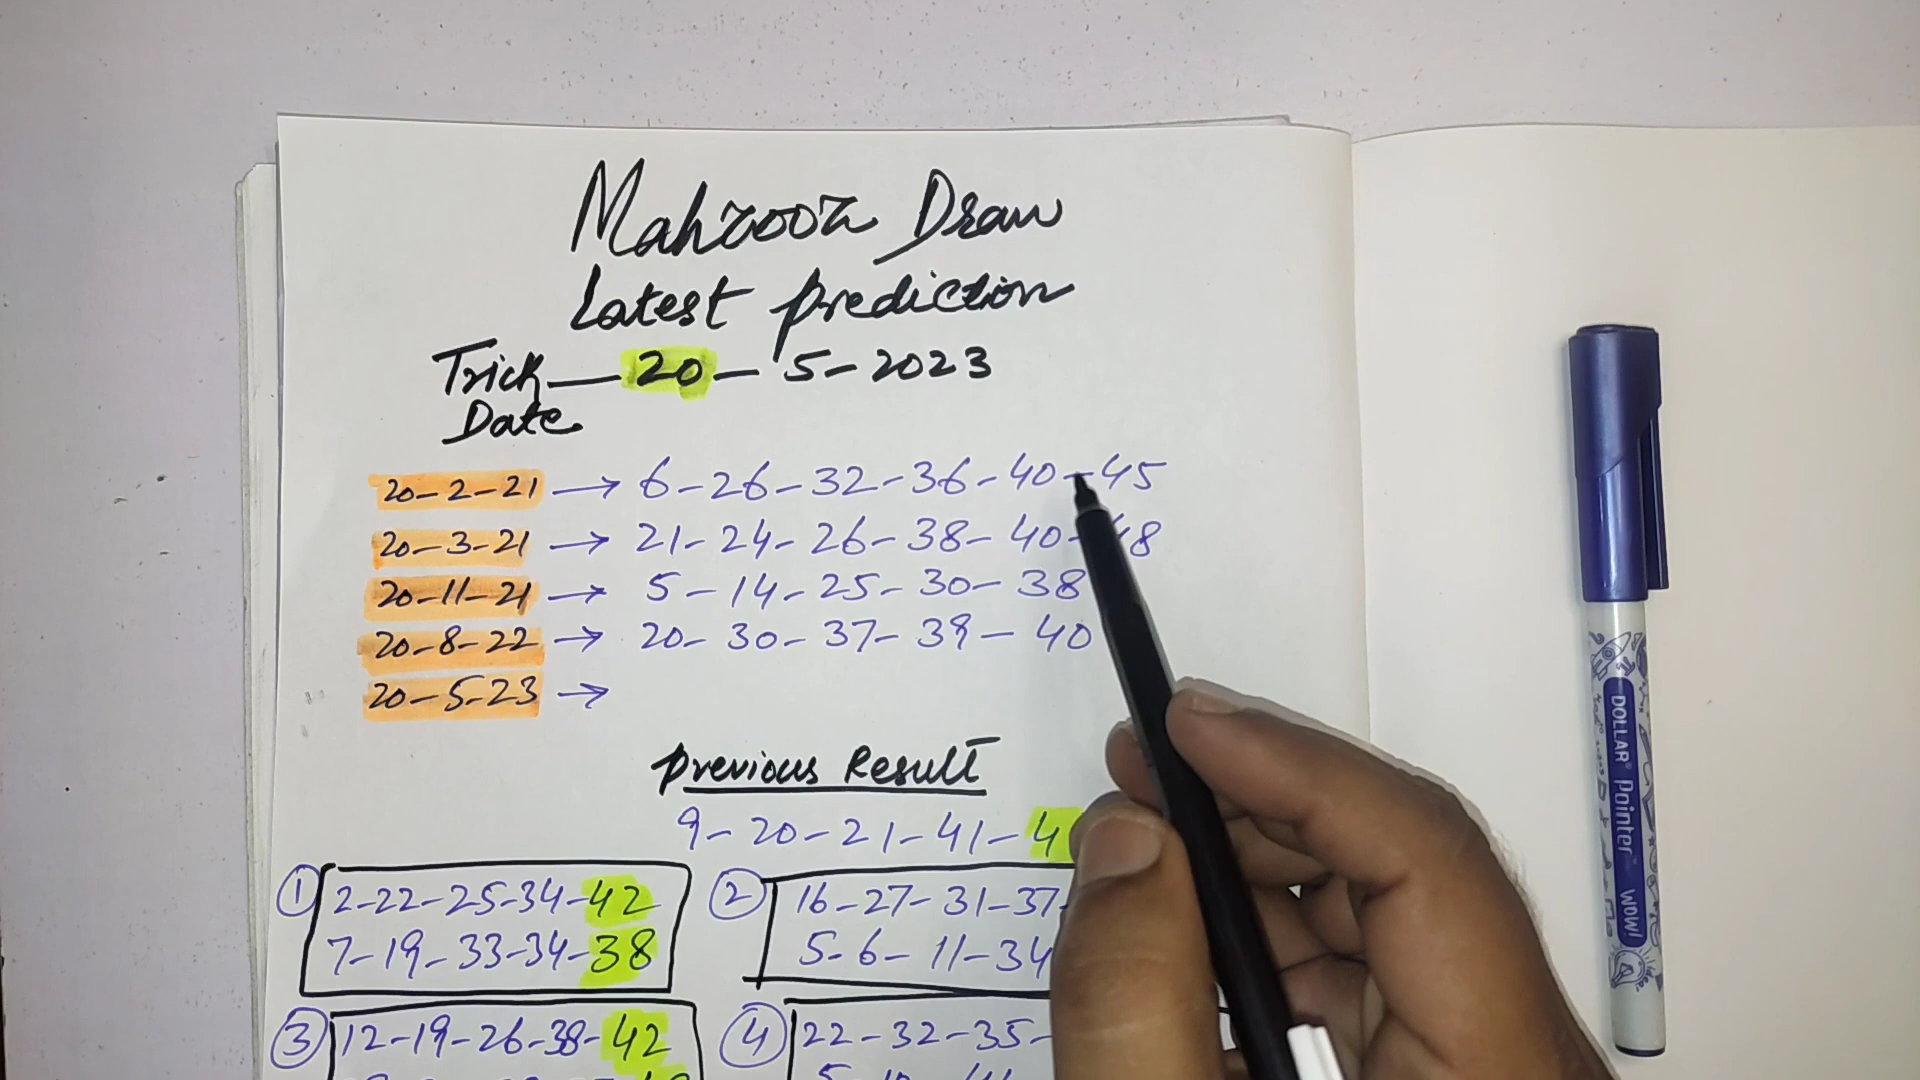 Mahzooz Draw
Latest prediction
Trick — 20 - 5 - 2023
Date
20-2-21 → 6-26-32-36-40-45
20-3-21 → 21-24-26-38-40-48
20-11-21 → 5-14-25-30-38
20-8-22 → 20-30-37-39-40
20-5-23 →
Previous Result
9-20-21-41-
① 2-22-25-34-42
7-19-33-34-38
② 16-27-31-37-
5-6-11-34
③ 12-19-26-38-42
④ 22-32-35-
DOLLAR® Pointer™ WOW!